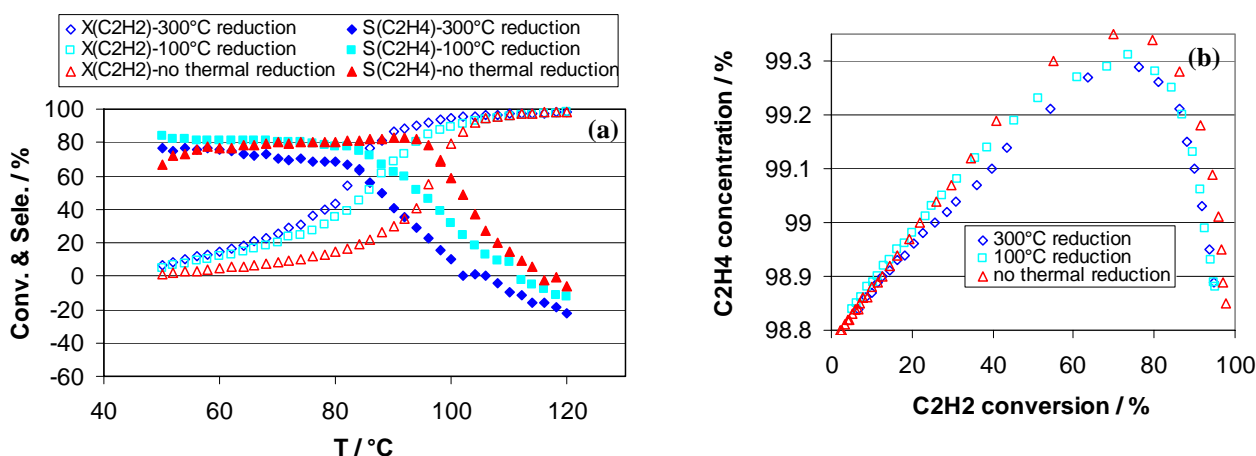 X(C2H2)-300°C reduction S(C2H4)-300°C reduction
X(C2H2)-100°C reduction S(C2H4)-100°C reduction
X(C2H2)-no thermal reduction S(C2H4)-no thermal reduction
(a)
Conv. & Sele. / %
100
80
60
40
20
0
-20
-40
-60
40 60 80 100 120
T / °C
(b)
C2H4 concentration / %
99.3
99.2
99.1
99
98.9
98.8
300°C reduction
100°C reduction
no thermal reduction
0 20 40 60 80 100
C2H2 conversion / %